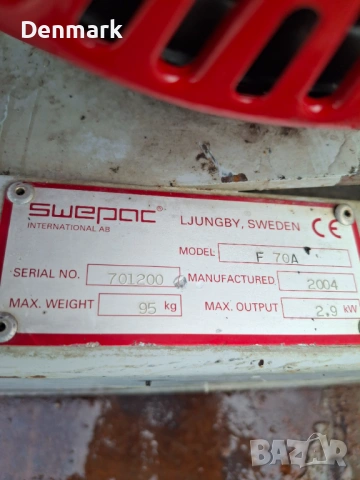 Denmark
swepac®
INTERNATIONAL AB
LJUNGBY, SWEDEN CE
MODEL F 70A
SERIAL NO. 701200 MANUFACTURED 2004
MAX. WEIGHT 95 kg MAX. OUTPUT 2.9 kW
BAZAR